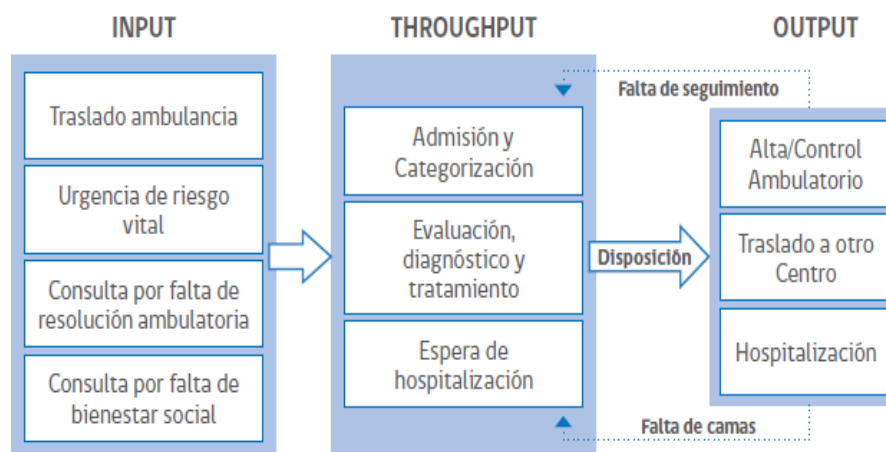 INPUT
Traslado ambulancia
Urgencia de riesgo
vital
Consulta por falta de
resolución ambulatoria
Consulta por falta de
bienestar social
THROUGHPUT
Admisión y
Categorización
Evaluación,
diagnóstico y
tratamiento
Espera de
hospitalización
Falta de seguimiento
Disposición
Falta de camas
OUTPUT
Alta/Control
Ambulatorio
Traslado a otro
Centro
Hospitalización